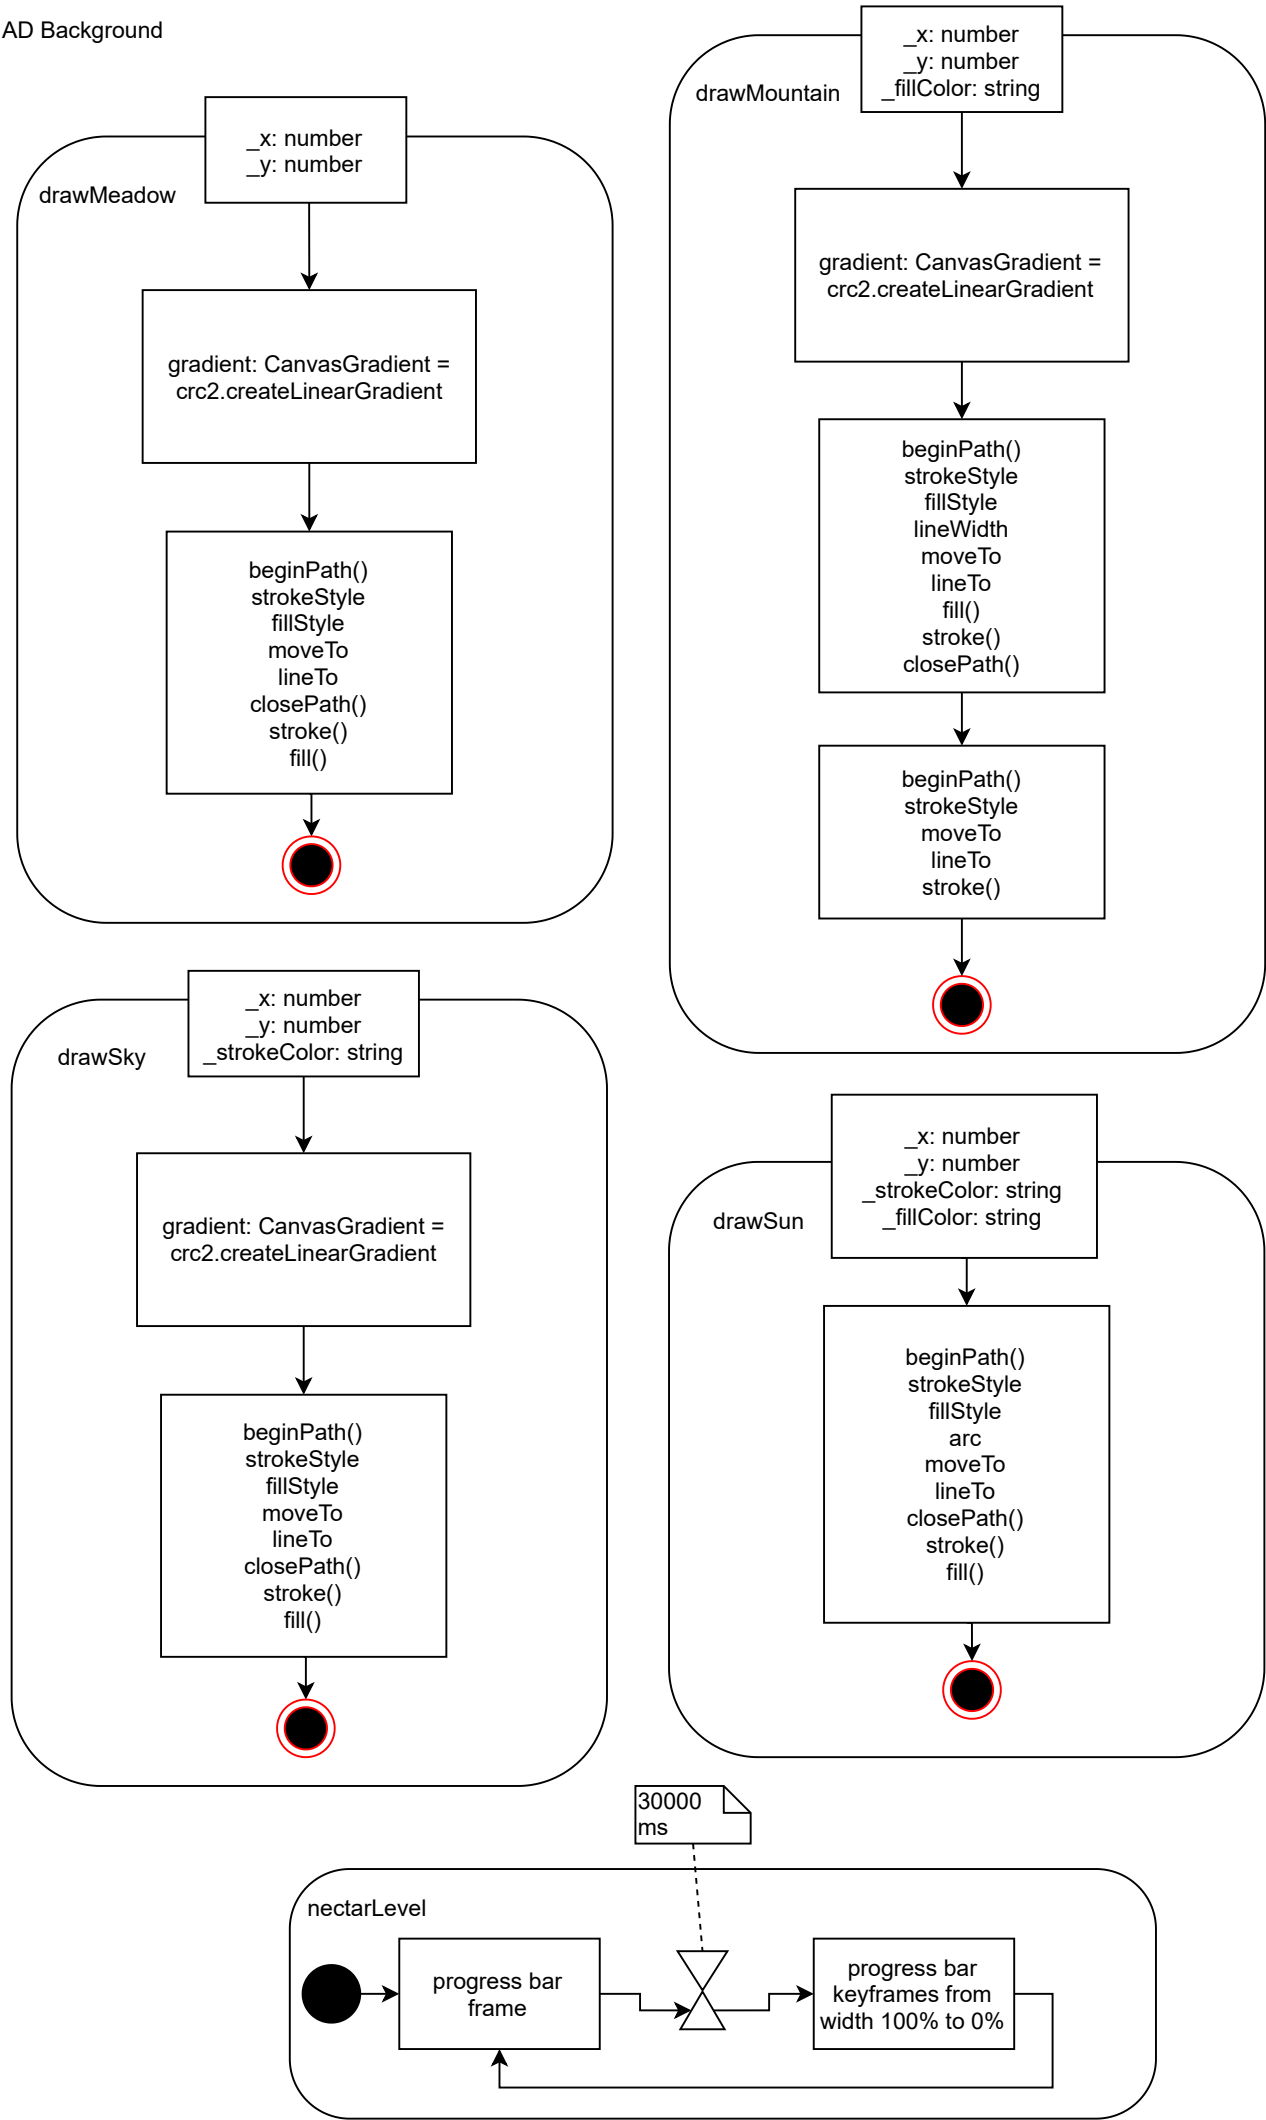 AD Background
drawMeadow
_x: number
_y: number
gradient: CanvasGradient =
crc2.createLinearGradient
beginPath()
strokeStyle
fillStyle
moveTo
lineTo
closePath()
stroke()
fill()
drawMountain
_x: number
_y: number
_fillColor: string
gradient: CanvasGradient =
crc2.createLinearGradient
beginPath()
strokeStyle
fillStyle
lineWidth
moveTo
lineTo
fill()
stroke()
closePath()
beginPath()
strokeStyle
moveTo
lineTo
stroke()
drawSky
_x: number
_y: number
_strokeColor: string
gradient: CanvasGradient =
crc2.createLinearGradient
beginPath()
strokeStyle
fillStyle
moveTo
lineTo
closePath()
stroke()
fill()
drawSun
_x: number
_y: number
_strokeColor: string
_fillColor: string
beginPath()
strokeStyle
fillStyle
arc
moveTo
lineTo
closePath()
stroke()
fill()
30000
ms
nectarLevel
progress bar
frame
progress bar
keyframes from
width 100% to 0%